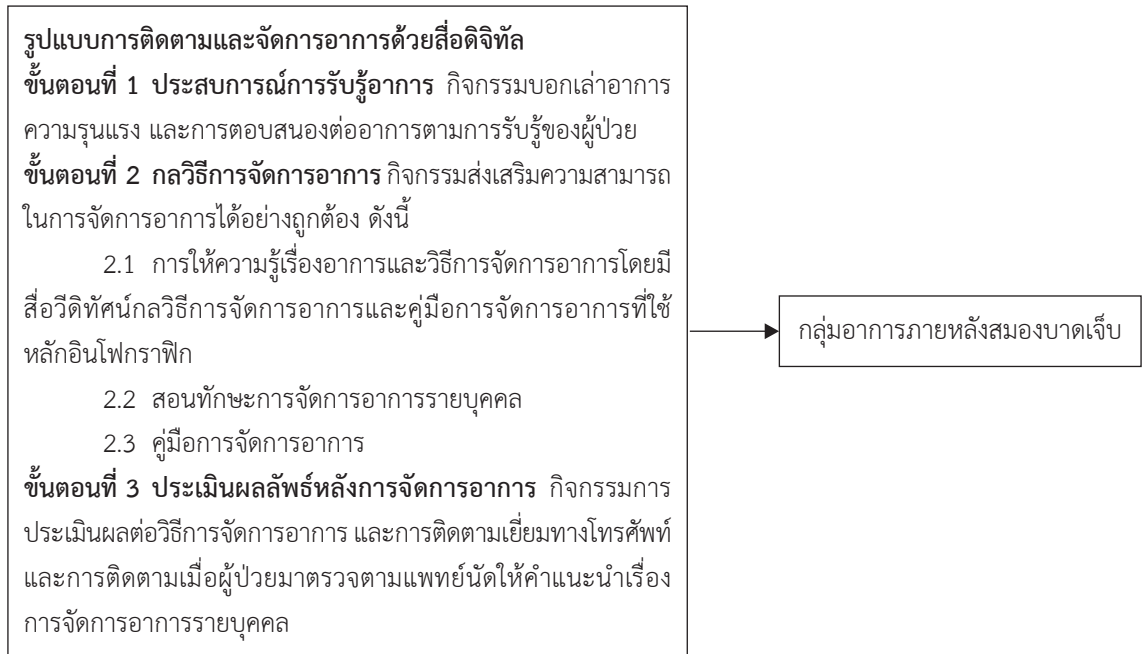 รูปแบบการติดตามและจัดการอาการด้วยสื่อดิจิทัล
ขั้นตอนที่ 1 ประสบการณ์การรับรู้อาการ กิจกรรมบอกเล่าอาการ
ความรุนแรง และการตอบสนองต่ออาการตามการรับรู้ของผู้ป่วย
ขั้นตอนที่ 2 กลวิธีการจัดการอาการ กิจกรรมส่งเสริมความสามารถ
ในการจัดการอาการได้อย่างถูกต้อง ดังนี้
2.1 การให้ความรู้เรื่องอาการและวิธีการจัดการอาการโดยมี
สื่อวีดิทัศน์กลวิธีการจัดการอาการและคู่มือการจัดการอาการที่ใช้
หลักอินโฟกราฟิก
2.2 สอนทักษะการจัดการอาการรายบุคคล
2.3 คู่มือการจัดการอาการ
ขั้นตอนที่ 3 ประเมินผลลัพธ์หลังการจัดการอาการ กิจกรรมการ
ประเมินผลต่อวิธีการจัดการอาการ และการติดตามเยี่ยมทางโทรศัพท์
และการติดตามเมื่อผู้ป่วยมาตรวจตามแพทย์นัดให้คำแนะนำเรื่อง
การจัดการอาการรายบุคคล
กลุ่มอาการภายหลังสมองบาดเจ็บ